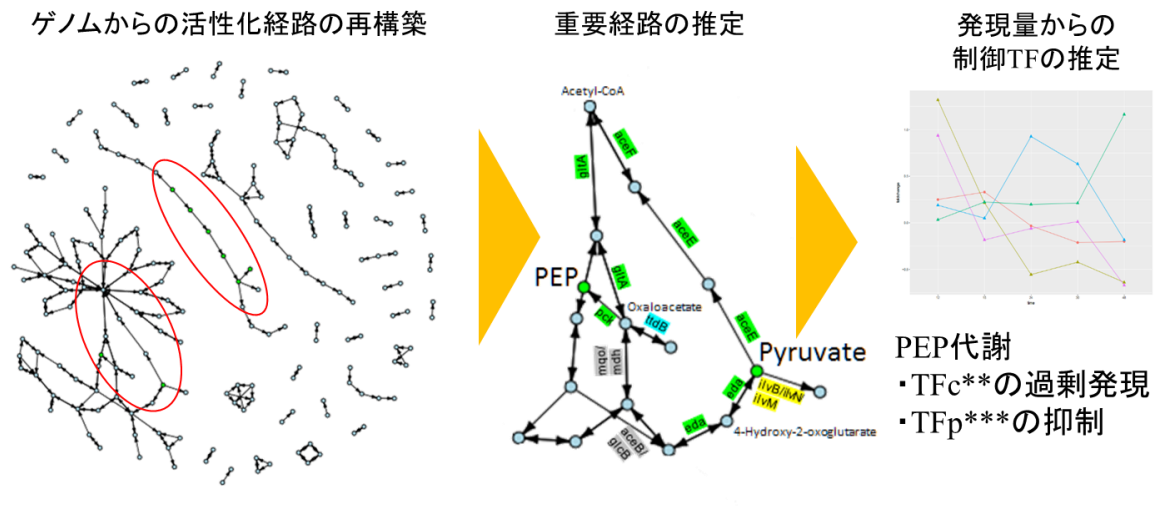 ゲノムからの活性化経路の再構築
重要経路の推定
発現量からの
制御TFの推定
Acetyl-CoA
aceF
gltA
aceE
PEP
gltA
Oxaloacetate
pck
ttdB
aceE
mqo/
mdh
Pyruvate
ilvB/ilvN/
ilvM
eda
eda
4-Hydroxy-2-oxoglutarate
aceB/
glcB
PEP代謝
・TFc**の過剰発現
・TFp***の抑制